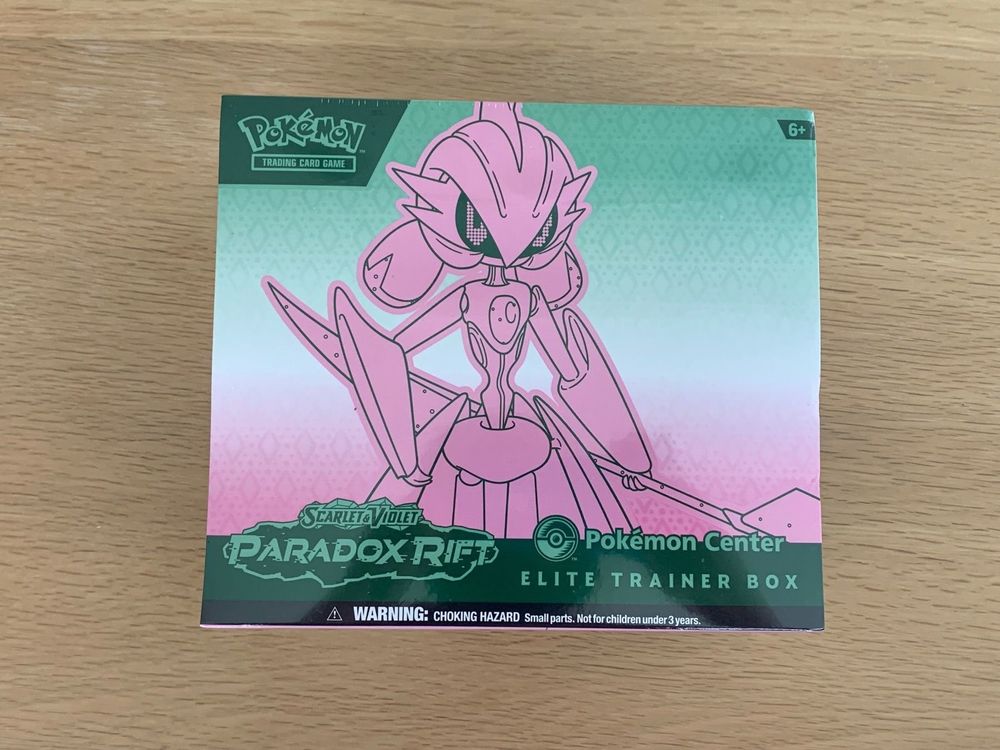 POKéMON
TRADING CARD GAME
6+
SCARLET & VIOLET
PARADOX RIFT
Pokémon Center
ELITE TRAINER BOX
WARNING: CHOKING HAZARD Small parts. Not for children under 3 years.